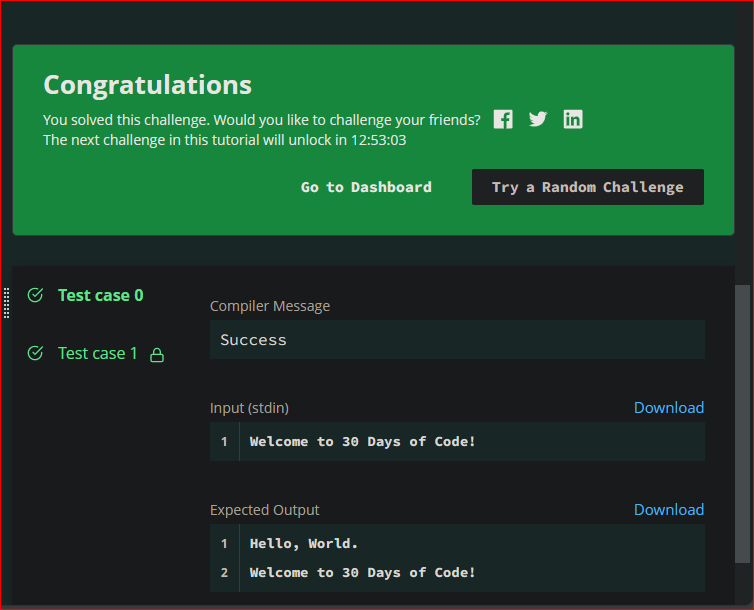 Congratulations
You solved this challenge. Would you like to challenge your friends?
The next challenge in this tutorial will unlock in 12:53:03
Go to Dashboard
Try a Random Challenge
Test case 0
Test case 1
Compiler Message
Success
Input (stdin)
Download
1 Welcome to 30 Days of Code!
Expected Output
Download
1 Hello, World.
2 Welcome to 30 Days of Code!